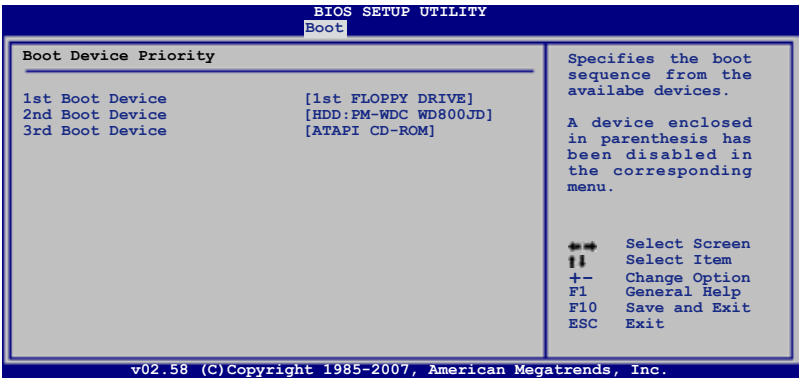 BIOS SETUP UTILITY
Boot
Boot Device Priority
1st Boot Device [1st FLOPPY DRIVE]
2nd Boot Device [HDD:PM-WDC WD800JD]
3rd Boot Device [ATAPI CD-ROM]
Specifies the boot
sequence from the
availabe devices.
A device enclosed
in parenthesis has
been disabled in
the corresponding
menu.
←→ Select Screen
↑↓ Select Item
+- Change Option
F1 General Help
F10 Save and Exit
ESC Exit
v02.58 (C)Copyright 1985-2007, American Megatrends, Inc.